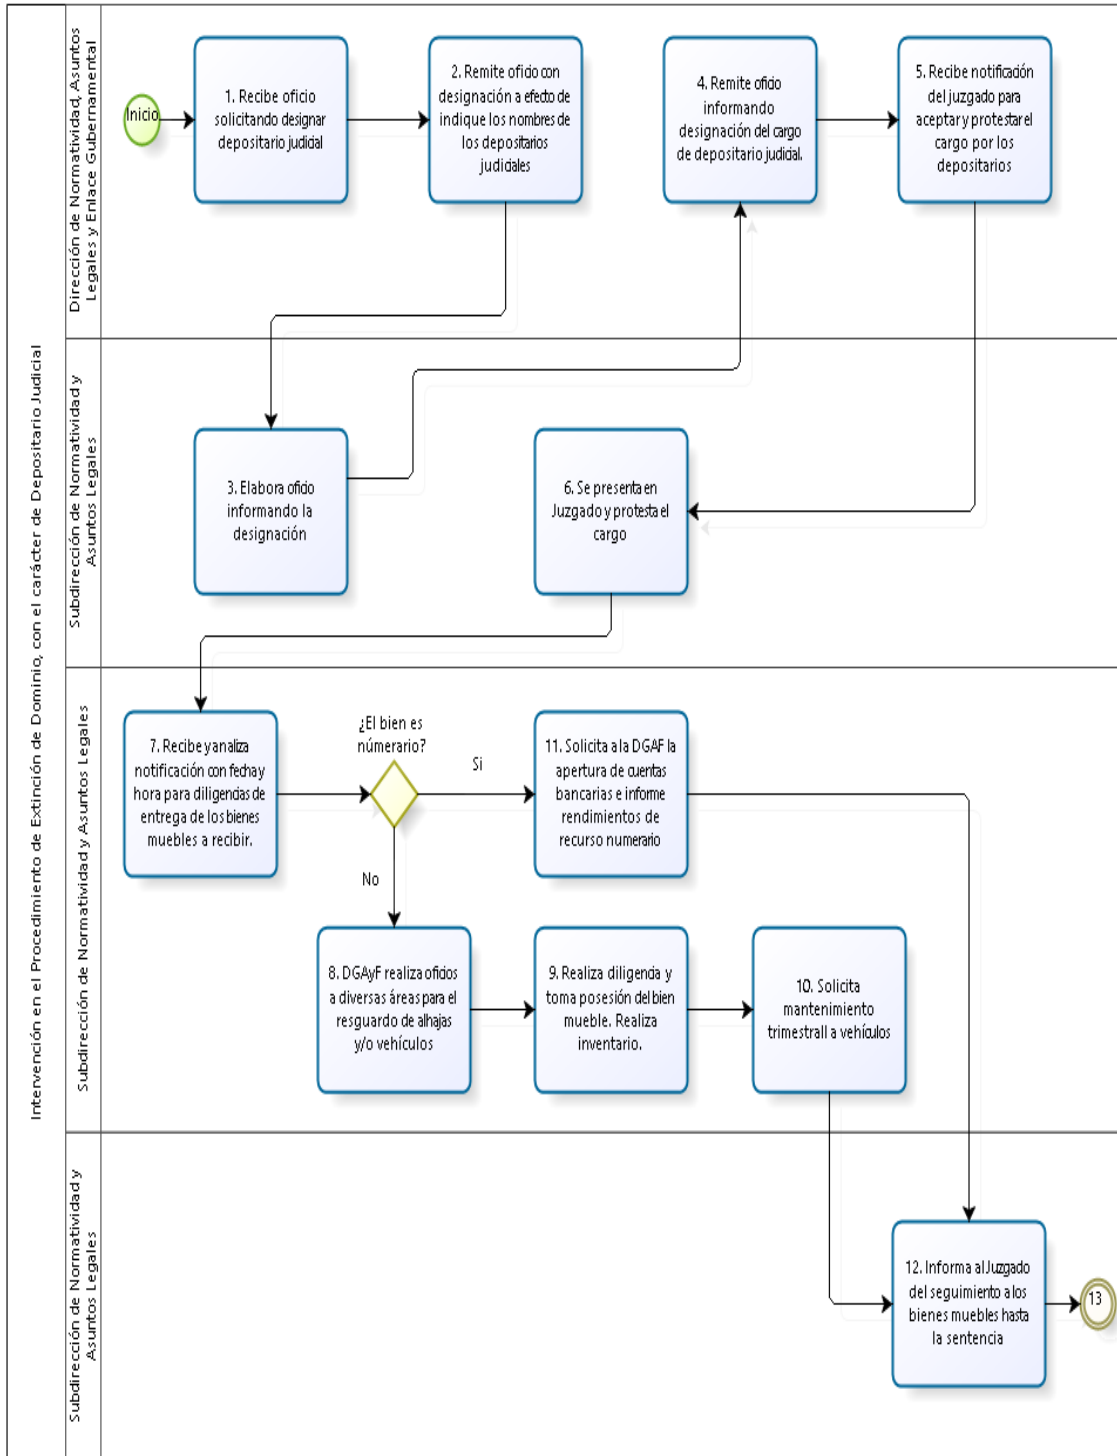 Intervención en el Procedimiento de Extinción de Dominio, con el carácter de Depositario Judicial
Dirección de Normatividad, Asuntos
Legales y Enlace Gubernamental
Inicio
1. Recibe oficio
solicitando designar
depositario judicial
2. Remite oficio con
designación a efecto de
indique los nombres de
los depositarios
judiciales
4. Remite oficio
informando
designación del cargo
de depositario judicial.
5. Recibe notificación
del juzgado para
aceptar y protestar el
cargo por los
depositarios
Subdirección de Normatividad y
Asuntos Legales
3. Elabora oficio
informando la
designación
6. Se presenta en
Juzgado y protesta el
cargo
Subdirección de Normatividad y Asuntos Legales
7. Recibe y analiza
notificación con fecha y
hora para diligencias de
entrega de los bienes
muebles a recibir.
¿El bien es
númerario?
Si
No
11. Solicita a la DGAF la
apertura de cuentas
bancarias e informe
rendimientos de
recurso numerario
8. DGAyF realiza oficios
a diversas áreas para el
resguardo de alhajas
y/o vehículos
9. Realiza diligencia y
toma posesión del bien
mueble. Realiza
inventario.
10. Solicita
mantenimiento
trimestrall a vehículos
Subdirección de Normatividad y
Asuntos Legales
12. Informa al Juzgado
del seguimiento a los
bienes muebles hasta
la sentencia
13